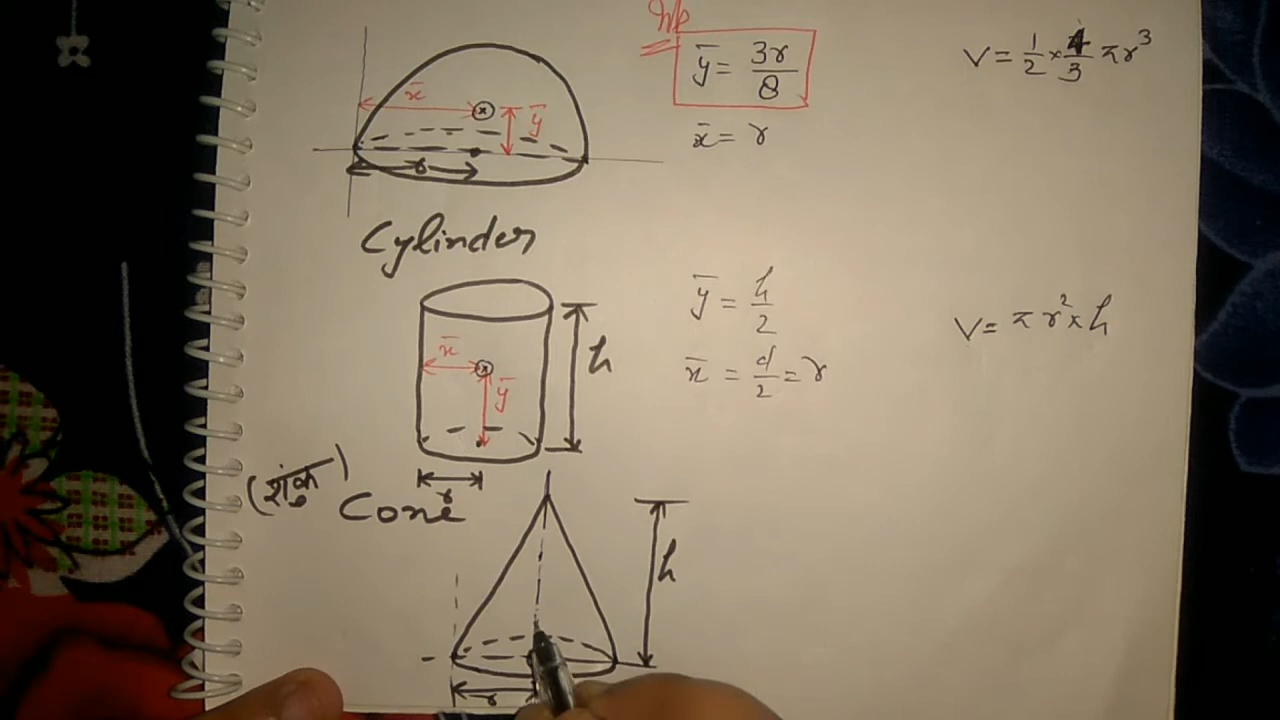 Imp
x̄
ȳ
r
ȳ = 3r/8
x̄ = r
V = 1/2 × 4/3 πr³
Cylinder
x̄
ȳ
h
r
ȳ = h/2
x̄ = d/2 = r
V = πr² × h
(शंकु) Cone
h
r